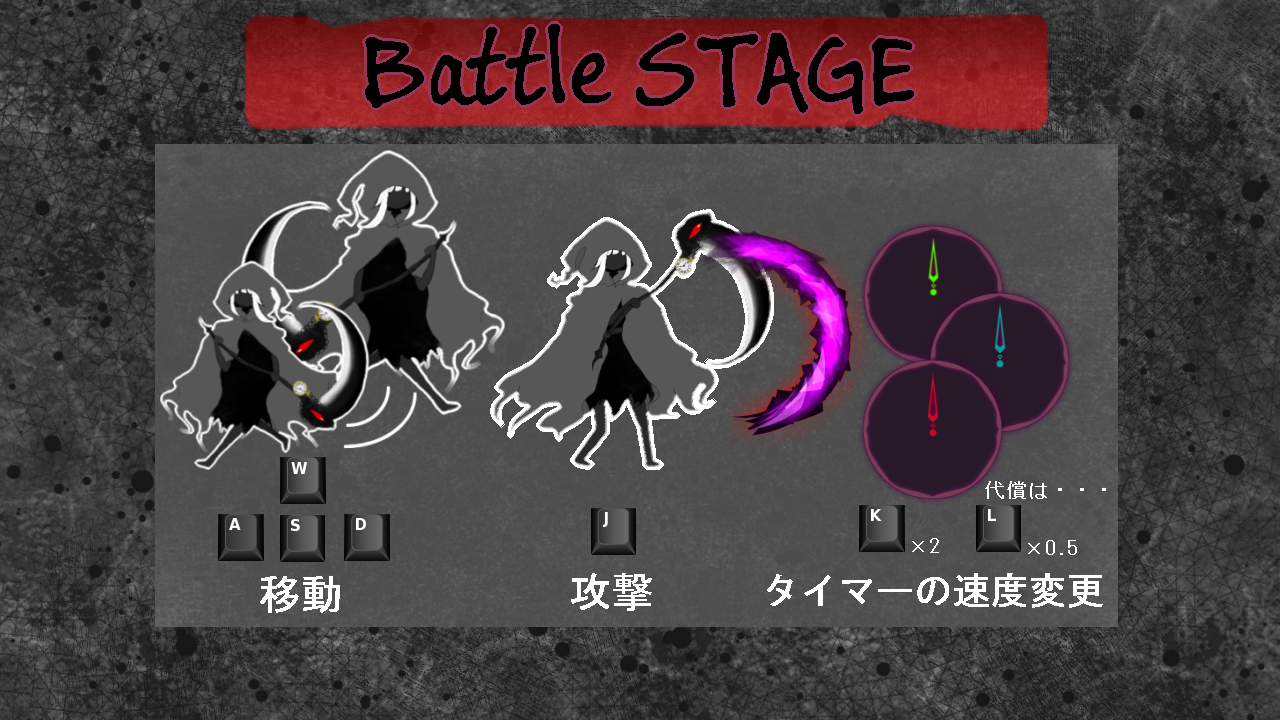 Battle STAGE
W
A S D
移動
J
攻撃
代償は・・・
K ×2 L ×0.5
タイマーの速度変更